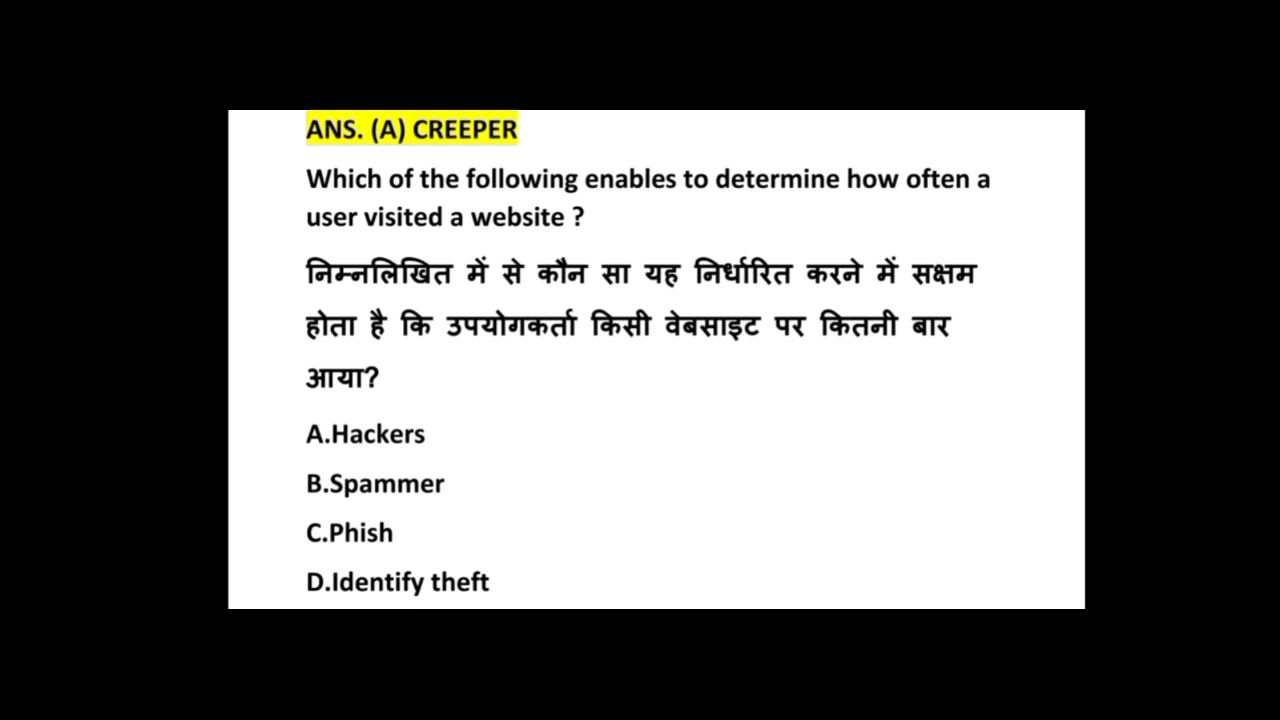 ANS. (A) CREEPER
Which of the following enables to determine how often a
user visited a website ?
निम्नलिखित में से कौन सा यह निर्धारित करने में सक्षम
होता है कि उपयोगकर्ता किसी वेबसाइट पर कितनी बार
आया?
A.Hackers
B.Spammer
C.Phish
D.Identify theft